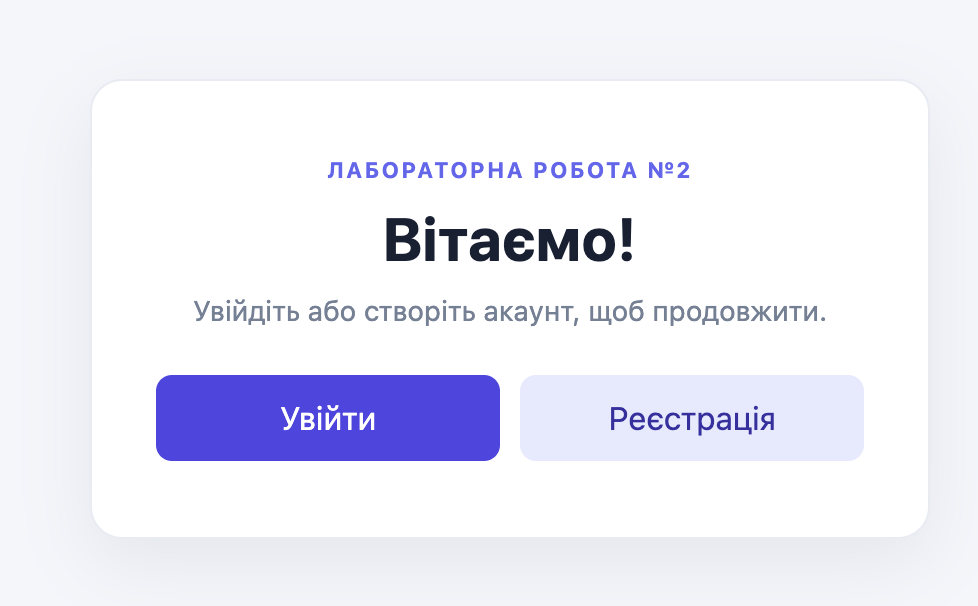 ЛАБОРАТОРНА РОБОТА №2
Вітаємо!
Увійдіть або створіть акаунт, щоб продовжити.
Увійти
Реєстрація